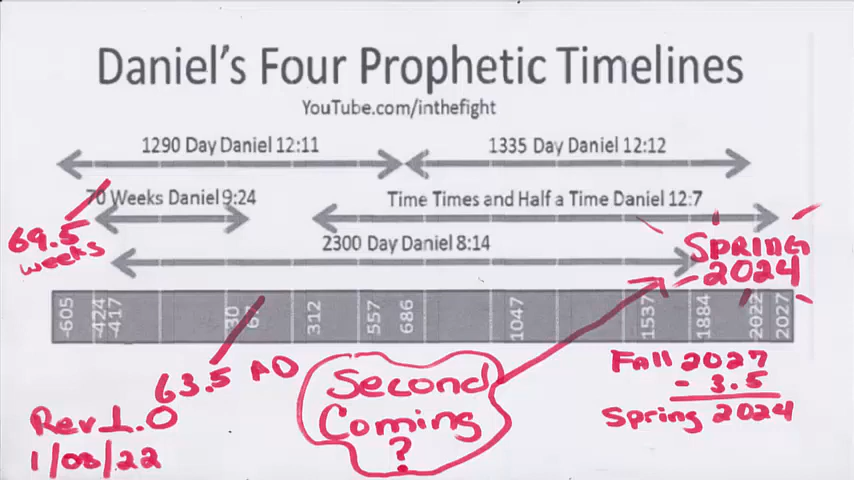 Daniel's Four Prophetic Timelines
YouTube.com/inthefight
1290 Day Daniel 12:11
1335 Day Daniel 12:12
70 Weeks Daniel 9:24
Time Times and Half a Time Daniel 12:7
69.5
weeks
2300 Day Daniel 8:14
SPRING
2024
-605
-424
-417
30
312
557
686
1047
1537
1884
2022
2027
63.5 AD
Second
Coming
?
Fall 2027
- 3.5
Spring 2024
Rev 1.0
1/08/22